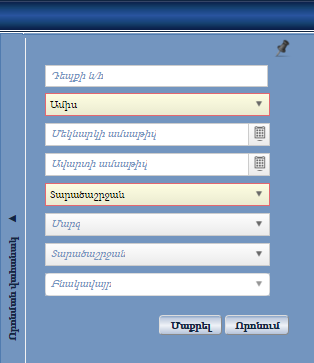 Դեպքի և/հ
Ամիս
Մեկնարկի ամսաթիվ
Ավարտի ամսաթիվ
Տարածաշրջան
Մարզ
Տարածաշրջան
Բնակավայր
Մաքրել Որոնում
Որոնման վահանակ